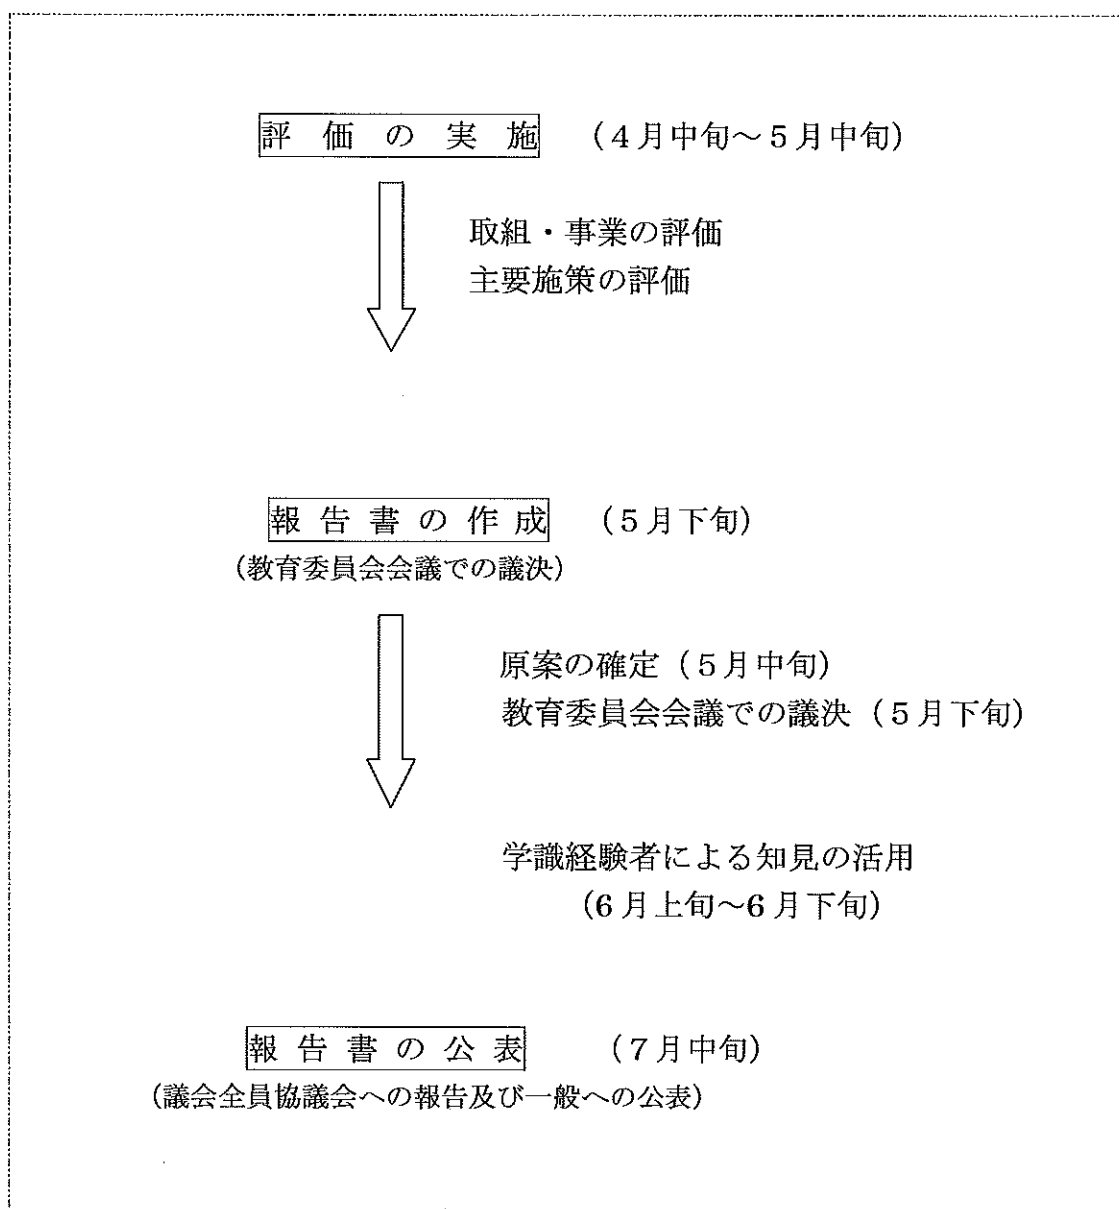 評価の実施 (4月中旬~5月中旬)
取組・事業の評価
主要施策の評価
報告書の作成 (5月下旬)
(教育委員会会議での議決)
原案の確定(5月中旬)
教育委員会会議での議決(5月下旬)
学識経験者による知見の活用
(6月上旬~6月下旬)
報告書の公表 (7月中旬)
(議会全員協議会への報告及び一般への公表)